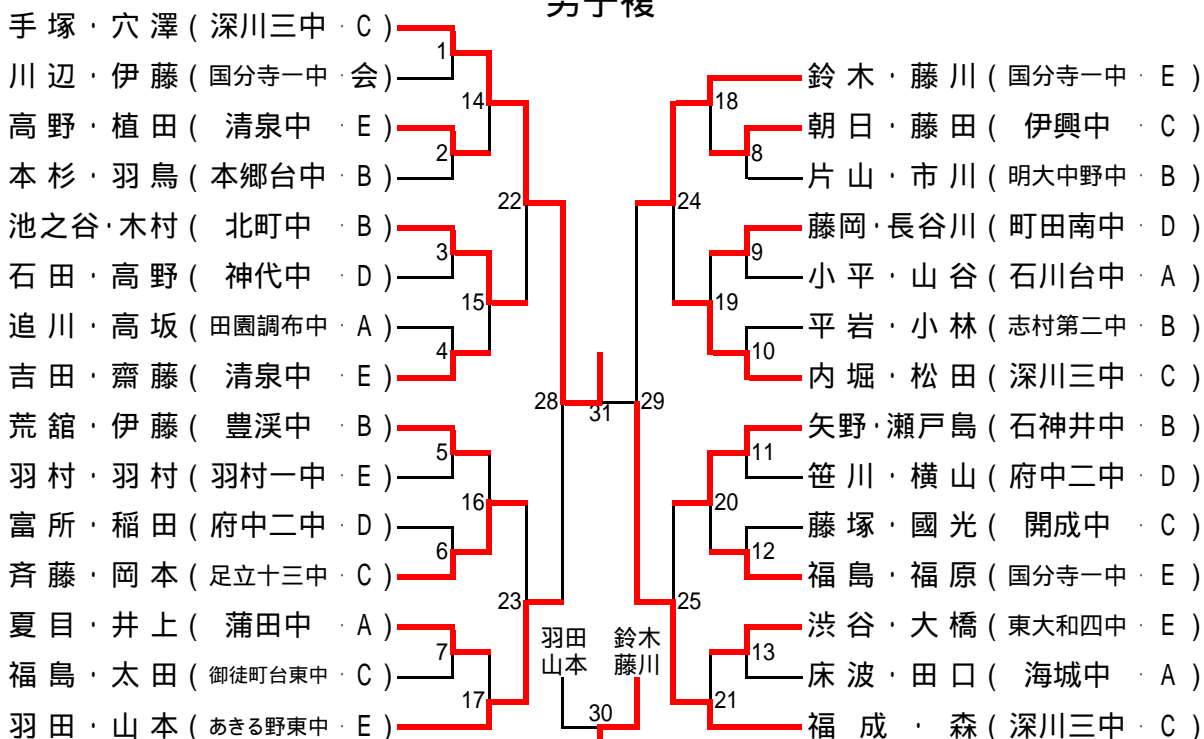 男子複
手塚・穴澤(深川三中・C)
川辺・伊藤(国分寺一中・会)
高野・植田(清泉中・E)
本杉・羽鳥(本郷台中・B)
池之谷・木村(北町中・B)
石田・高野(神代中・D)
追川・高坂(田園調布中・A)
吉田・齋藤(清泉中・E)
荒舘・伊藤(豊渓中・B)
羽村・羽村(羽村一中・E)
富所・稲田(府中二中・D)
斉藤・岡本(足立十三中・C)
夏目・井上(蒲田中・A)
福島・太田(御徒町台東中・C)
羽田・山本(あきる野東中・E)
1
2
3
4
5
6
7
14
15
16
17
22
23
28
31
29
羽田
山本
鈴木
藤川
30
24
25
18
19
20
21
8
9
10
11
12
13
鈴木・藤川(国分寺一中・E)
朝日・藤田(伊興中・C)
片山・市川(明大中野中・B)
藤岡・長谷川(町田南中・D)
小平・山谷(石川台中・A)
平岩・小林(志村第二中・B)
内堀・松田(深川三中・C)
矢野・瀬戸島(石神井中・B)
笹川・横山(府中二中・D)
藤塚・國光(開成中・C)
福島・福原(国分寺一中・E)
渋谷・大橋(東大和四中・E)
床波・田口(海城中・A)
福成・森(深川三中・C)